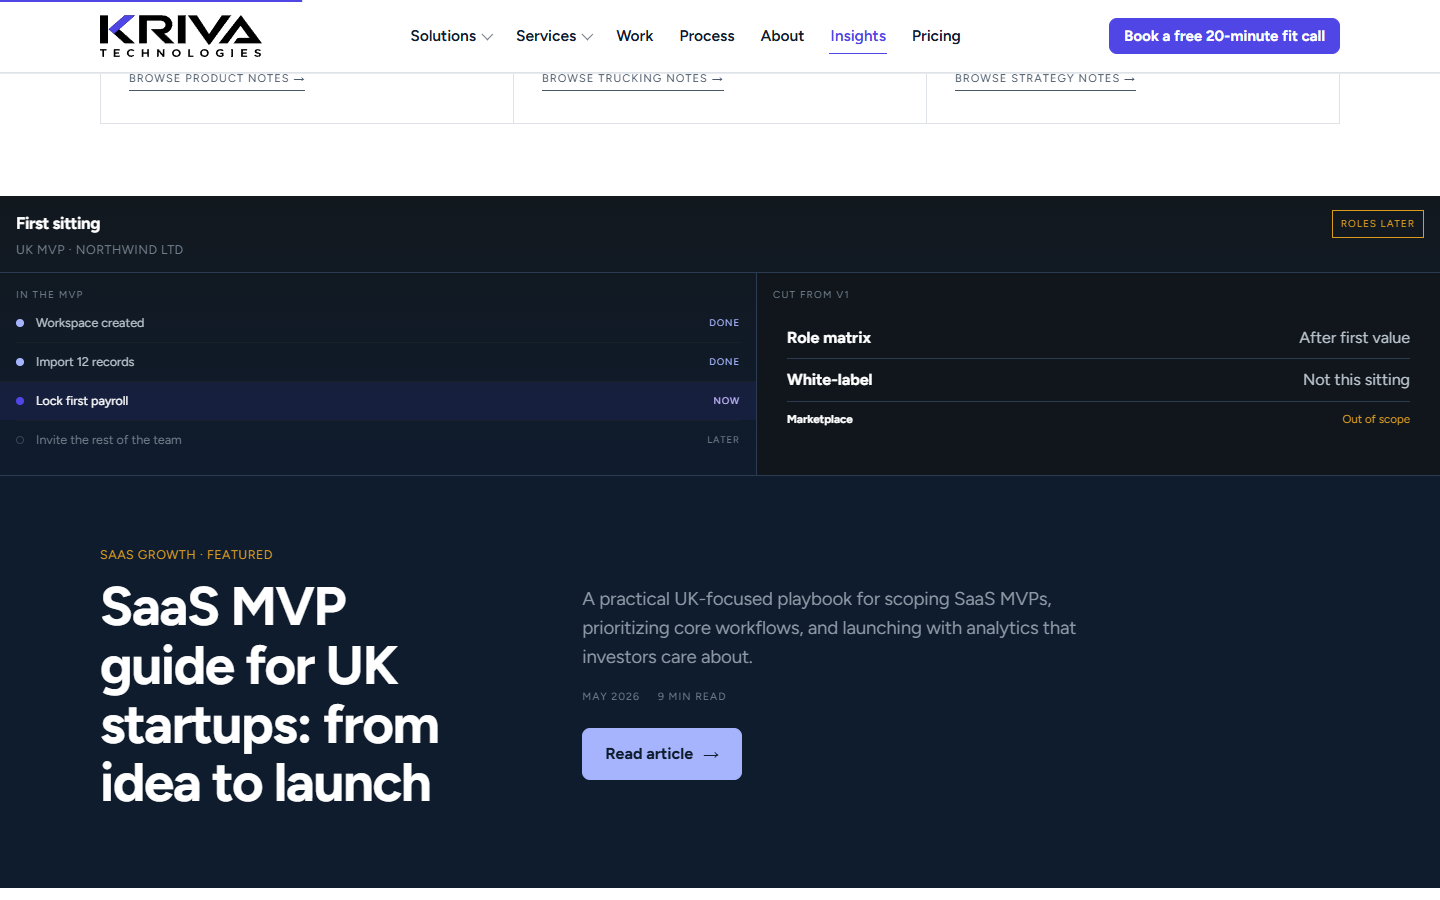 KRIVA
TECHNOLOGIES
Solutions
Services
Work
Process
About
Insights
Pricing
Book a free 20-minute fit call
BROWSE PRODUCT NOTES →
BROWSE TRUCKING NOTES →
BROWSE STRATEGY NOTES →
First sitting
UK MVP · NORTHWIND LTD
ROLES LATER
IN THE MVP
Workspace created DONE
Import 12 records DONE
Lock first payroll NOW
Invite the rest of the team LATER
CUT FROM V1
Role matrix After first value
White-label Not this sitting
Marketplace Out of scope
SAAS GROWTH · FEATURED
SaaS MVP
guide for UK
startups: from
idea to launch
A practical UK-focused playbook for scoping SaaS MVPs,
prioritizing core workflows, and launching with analytics that
investors care about.
MAY 2026 9 MIN READ
Read article →